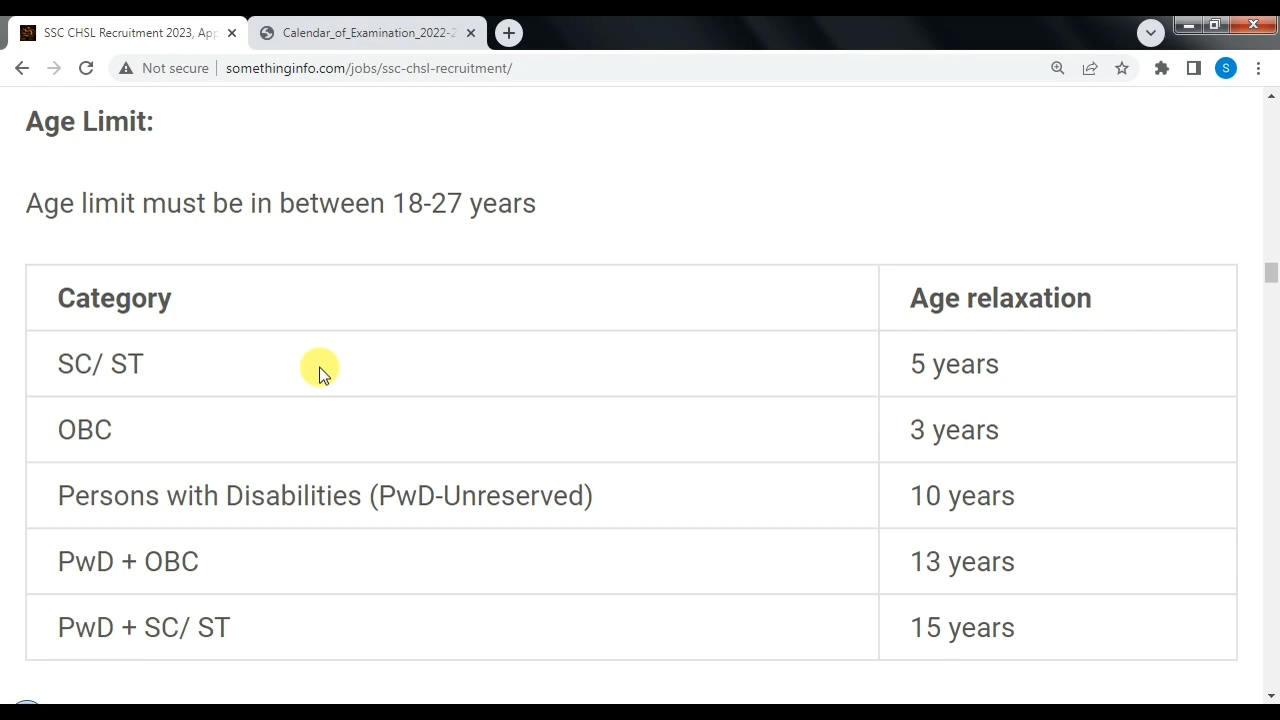 SSC CHSL Recruitment 2023, App
Calendar_of_Examination_2022-2
Not secure
somethinginfo.com/jobs/ssc-chsl-recruitment/
S
Age Limit:
Age limit must be in between 18-27 years
Category Age relaxation
SC/ ST 5 years
OBC 3 years
Persons with Disabilities (PwD-Unreserved) 10 years
PwD + OBC 13 years
PwD + SC/ ST 15 years